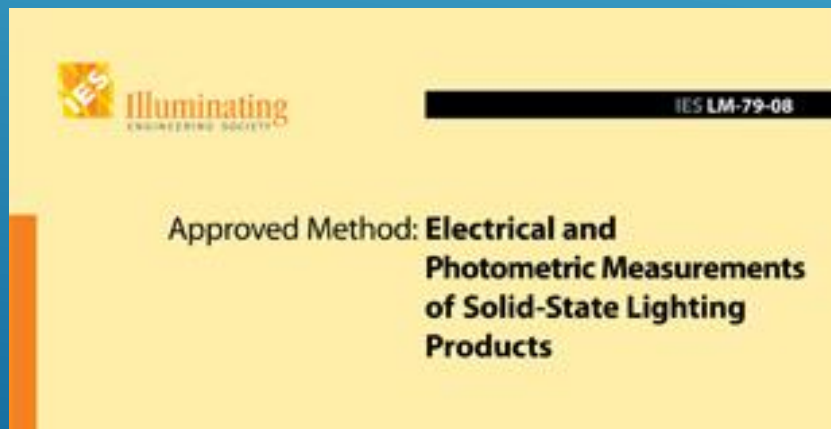 IES
Illuminating
ENGINEERING SOCIETY
IES LM-79-08
Approved Method: Electrical and
Photometric Measurements
of Solid-State Lighting
Products